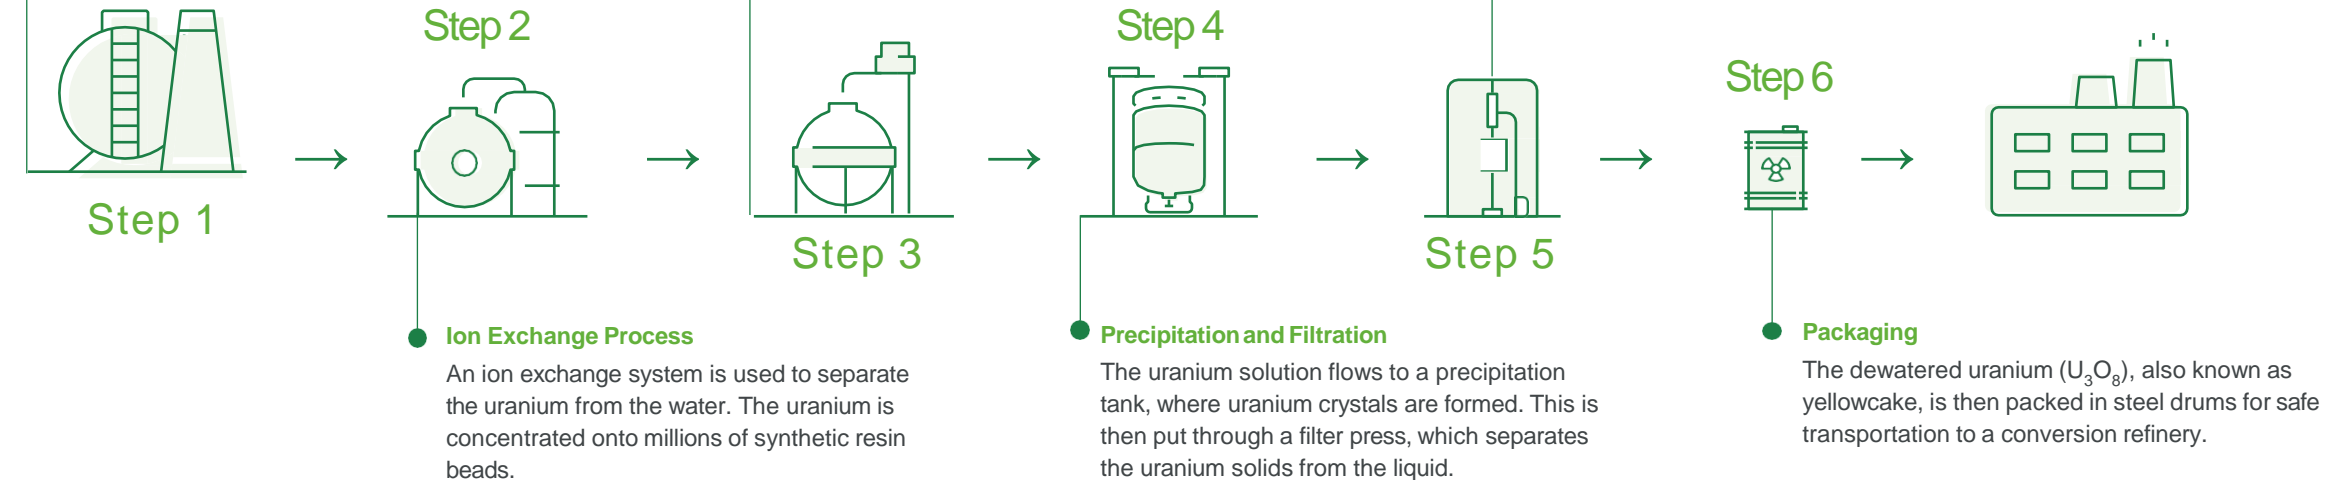 Step 2
Step 4
Step 6
Step 1
Step 3
Step 5
Ion Exchange Process
An ion exchange system is used to separate
the uranium from the water. The uranium is
concentrated onto millions of synthetic resin
beads.
Precipitation and Filtration
The uranium solution flows to a precipitation
tank, where uranium crystals are formed. This is
then put through a filter press, which separates
the uranium solids from the liquid.
Packaging
The dewatered uranium (U₃O₈), also known as
yellowcake, is then packed in steel drums for safe
transportation to a conversion refinery.